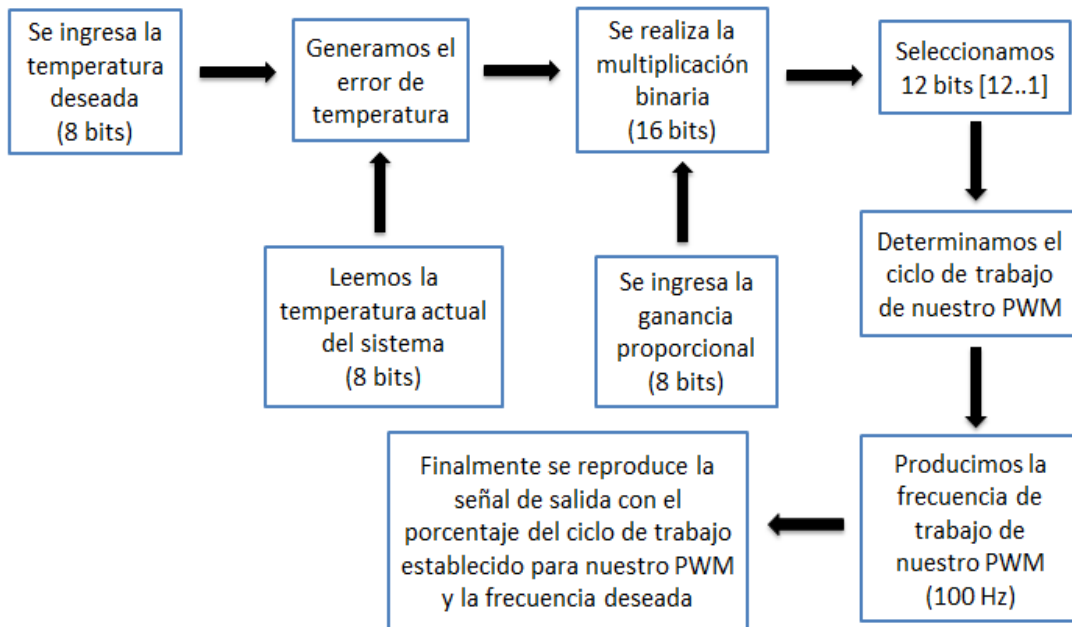 Se ingresa la
temperatura
deseada
(8 bits)
Generamos el
error de
temperatura
Se realiza la
multiplicación
binaria
(16 bits)
Seleccionamos
12 bits [12..1]
Leemos la
temperatura actual
del sistema
(8 bits)
Se ingresa la
ganancia
proporcional
(8 bits)
Determinamos el
ciclo de trabajo
de nuestro PWM
Producimos la
frecuencia de
trabajo de
nuestro PWM
(100 Hz)
Finalmente se reproduce la
señal de salida con el
porcentaje del ciclo de trabajo
establecido para nuestro PWM
y la frecuencia deseada